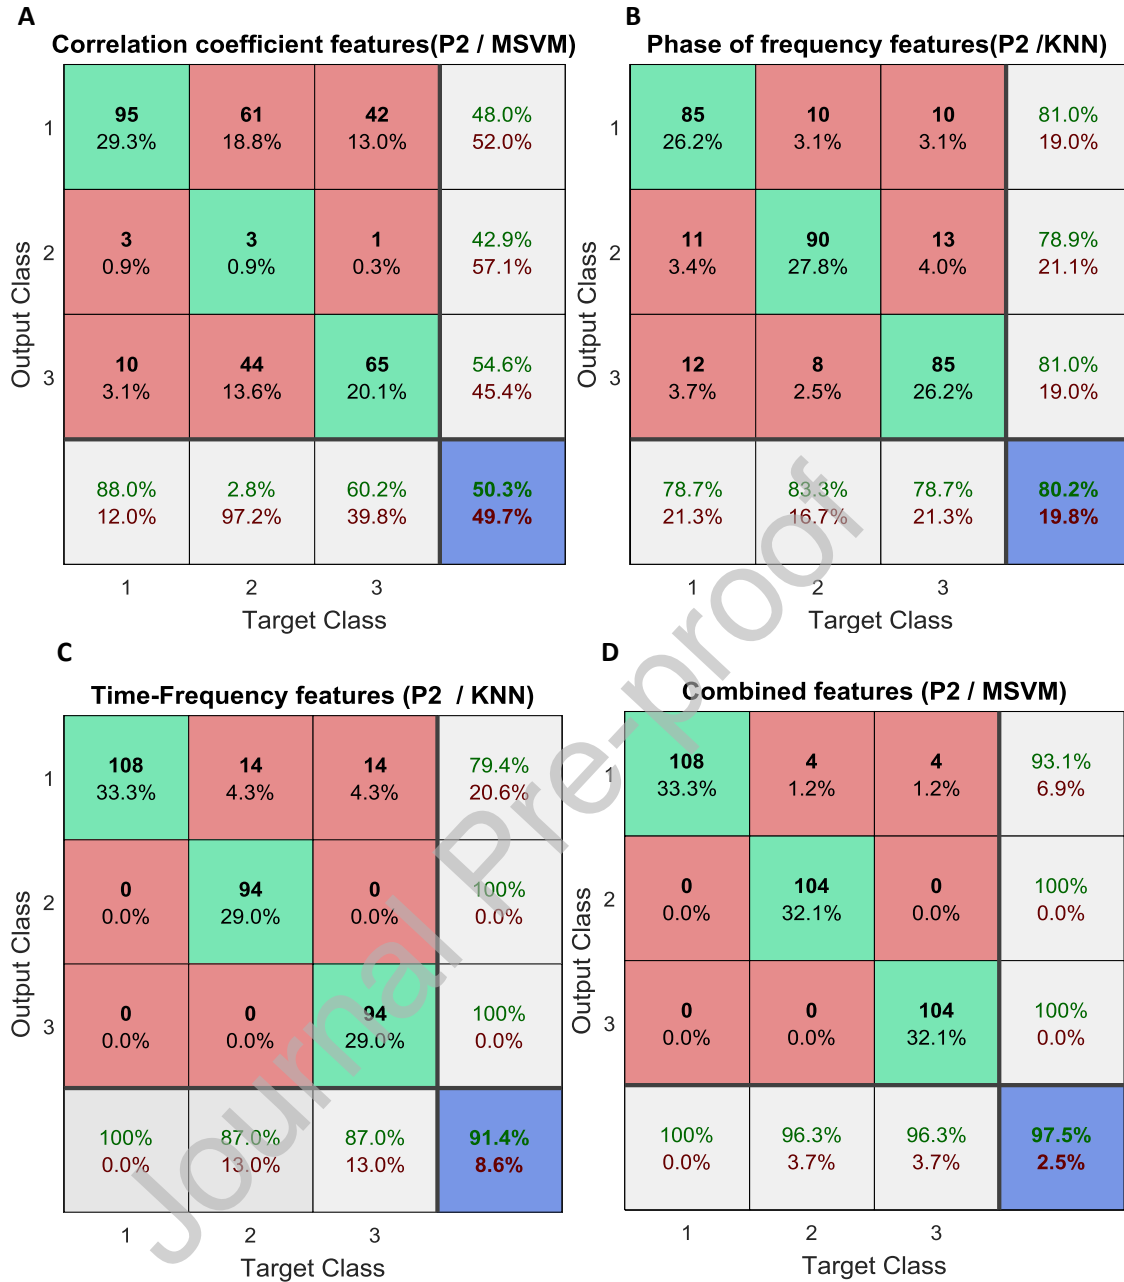 A
Correlation coefficient features(P2 / MSVM)
95 61 42 48.0%
29.3% 18.8% 13.0% 52.0%
1
3 3 1 42.9%
0.9% 0.9% 0.3% 57.1%
2
10 44 65 54.6%
3.1% 13.6% 20.1% 45.4%
3
88.0% 2.8% 60.2% 50.3%
12.0% 97.2% 39.8% 49.7%
1 2 3
Target Class
Output Class
B
Phase of frequency features(P2 /KNN)
85 10 10 81.0%
26.2% 3.1% 3.1% 19.0%
1
11 90 13 78.9%
3.4% 27.8% 4.0% 21.1%
2
12 8 85 81.0%
3.7% 2.5% 26.2% 19.0%
3
78.7% 83.3% 78.7% 80.2%
21.3% 16.7% 21.3% 19.8%
1 2 3
Target Class
Output Class
C
Time-Frequency features (P2 / KNN)
108 14 14 79.4%
33.3% 4.3% 4.3% 20.6%
1
0 94 0 100%
0.0% 29.0% 0.0% 0.0%
2
0 0 94 100%
0.0% 0.0% 29.0% 0.0%
3
100% 87.0% 87.0% 91.4%
0.0% 13.0% 13.0% 8.6%
1 2 3
Target Class
Output Class
D
Combined features (P2 / MSVM)
108 4 4 93.1%
33.3% 1.2% 1.2% 6.9%
1
0 104 0 100%
0.0% 32.1% 0.0% 0.0%
2
0 0 104 100%
0.0% 0.0% 32.1% 0.0%
3
100% 96.3% 96.3% 97.5%
0.0% 3.7% 3.7% 2.5%
1 2 3
Target Class
Output Class
Journal Pre-proof